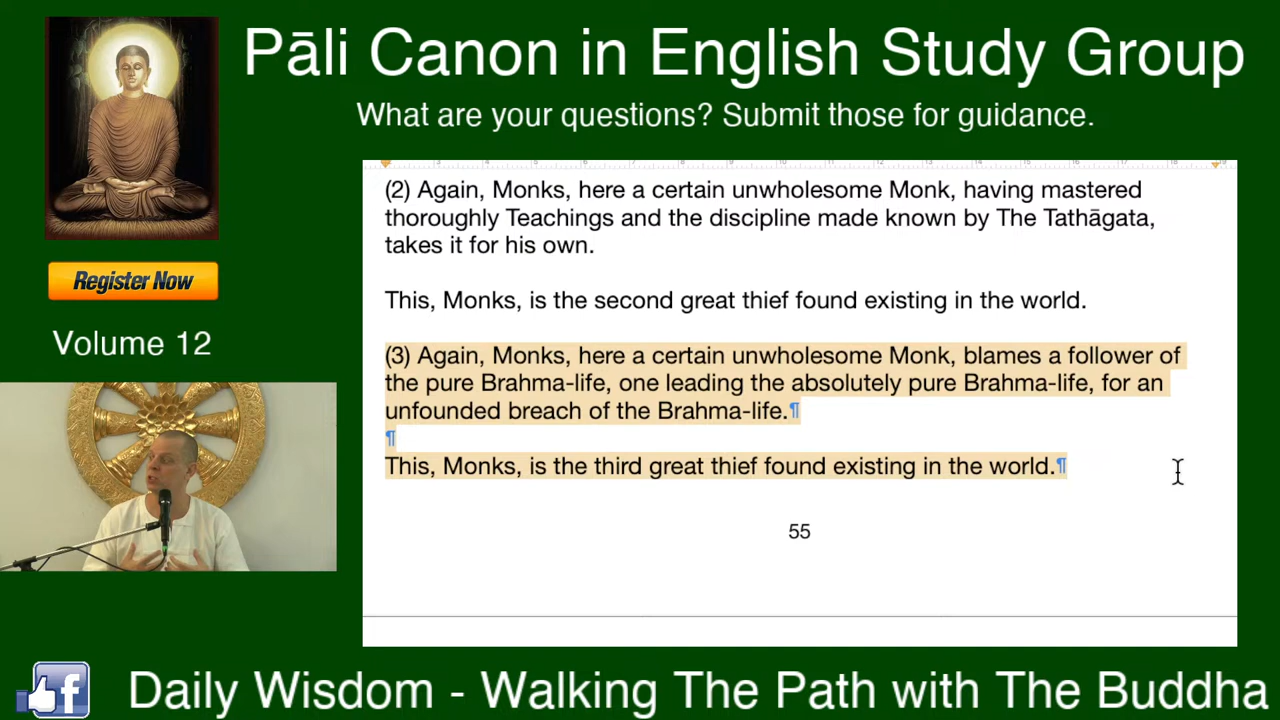 Pāli Canon in English Study Group
What are your questions? Submit those for guidance.
Register Now
Volume 12
(2) Again, Monks, here a certain unwholesome Monk, having mastered
thoroughly Teachings and the discipline made known by The Tathāgata,
takes it for his own.
This, Monks, is the second great thief found existing in the world.
(3) Again, Monks, here a certain unwholesome Monk, blames a follower of
the pure Brahma-life, one leading the absolutely pure Brahma-life, for an
unfounded breach of the Brahma-life.¶
¶
This, Monks, is the third great thief found existing in the world.¶
55
f
Daily Wisdom - Walking The Path with The Buddha